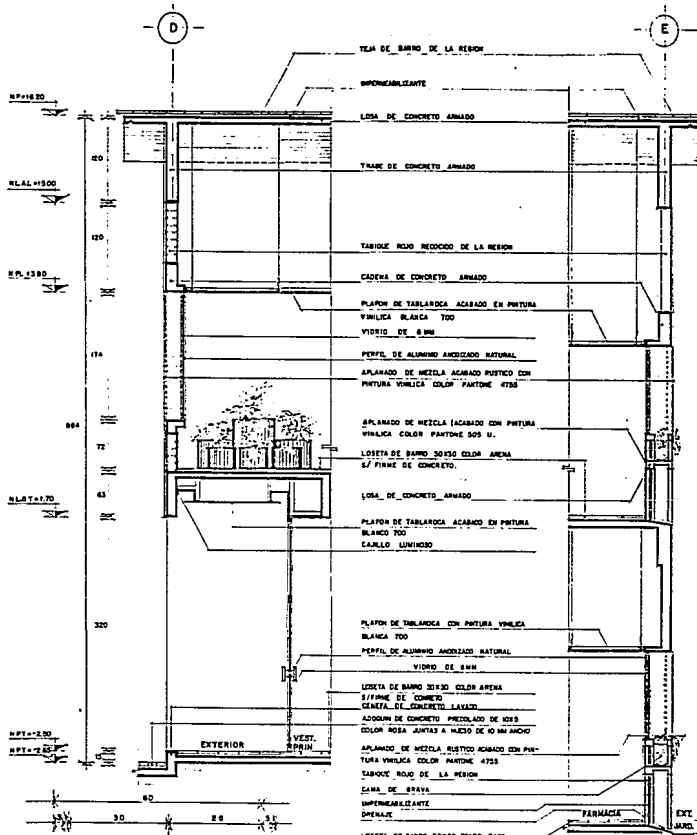 D
E
TEJA DE BARRO DE LA REGION
IMPERMEABILIZANTE
LOSA DE CONCRETO ARMADO
TRABE DE CONCRETO ARMADO
TABIQUE ROJO RECOCIDO DE LA REGION
CADENA DE CONCRETO ARMADO
PLAFON DE TABLAROCA ACABADO EN PINTURA
VINILICA BLANCA 700
VIDRIO DE 6 MM
PERFIL DE ALUMINIO ANODIZADO NATURAL
APLANADO DE MEZCLA ACABADO RUSTICO CON
PINTURA VINILICA COLOR PANTONE 4755
APLANADO DE MEZCLA (ACABADO CON PINTURA
VINILICA COLOR PANTONE 505 U.
LOSETA DE BARRO 30X30 COLOR ARENA
S/ FIRME DE CONCRETO.
LOSA DE CONCRETO ARMADO
PLAFON DE TABLAROCA ACABADO EN PINTURA
BLANCO 700
CAJILLO LUMINOSO
PLAFON DE TABLAROCA CON PINTURA VINILICA
BLANCA 700
PERFIL DE ALUMINIO ANODIZADO NATURAL
VIDRIO DE 6MM
LOSETA DE BARRO 30X30 COLOR ARENA
S/FIRME DE CONRETO
CENEFA DE CONCRETO LAVADO
ADOQUIN DE CONCRETO PRECOLADO DE 10X5
COLOR ROSA JUNTAS A HUESO DE 10 MM ANCHO
APLANADO DE MEZCLA RUSTICO ACABADO CON PIN-
TURA VINILICA COLOR PANTONE 4755
TABIQUE ROJO DE LA REGION
CAMA DE GRAVA
IMPERMEABILIZANTE
DRENAJE
120
120
174
884
72
63
320
EXTERIOR
VEST.
PRIN
FARMACIA
EXT.
JARD.
60
30